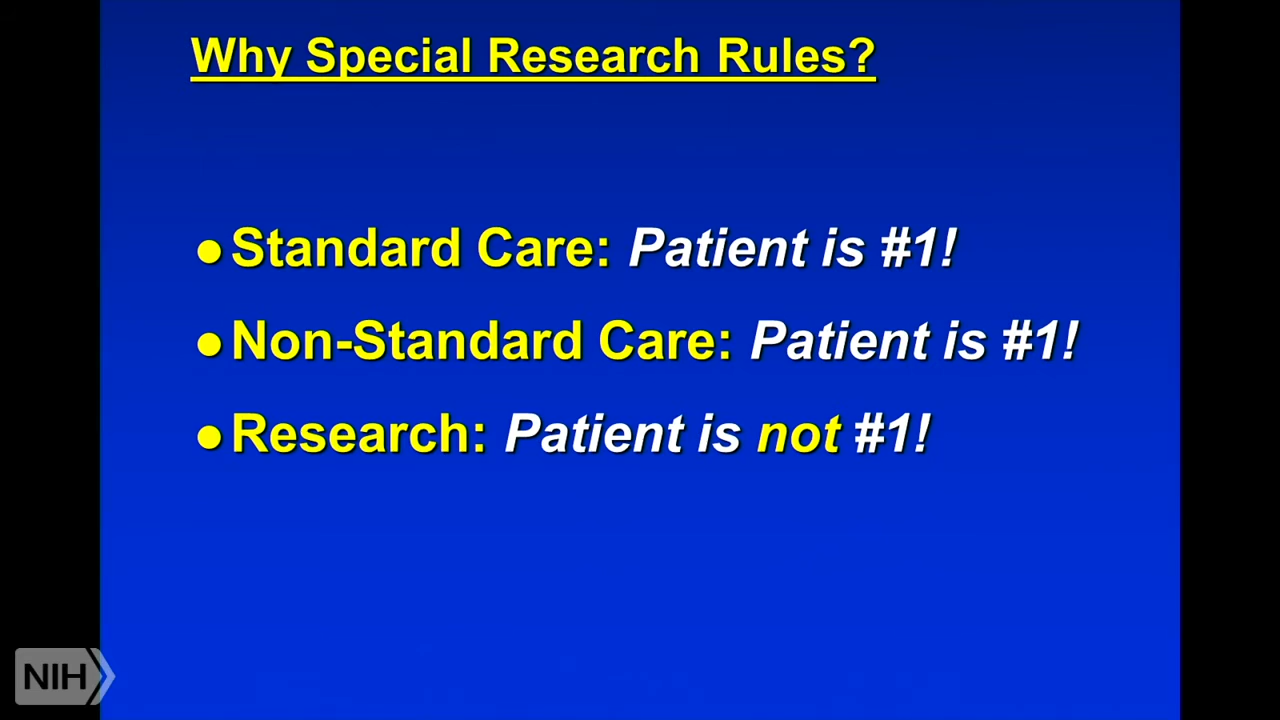 Why Special Research Rules?
● Standard Care: Patient is #1!
● Non-Standard Care: Patient is #1!
● Research: Patient is not #1!
NIH